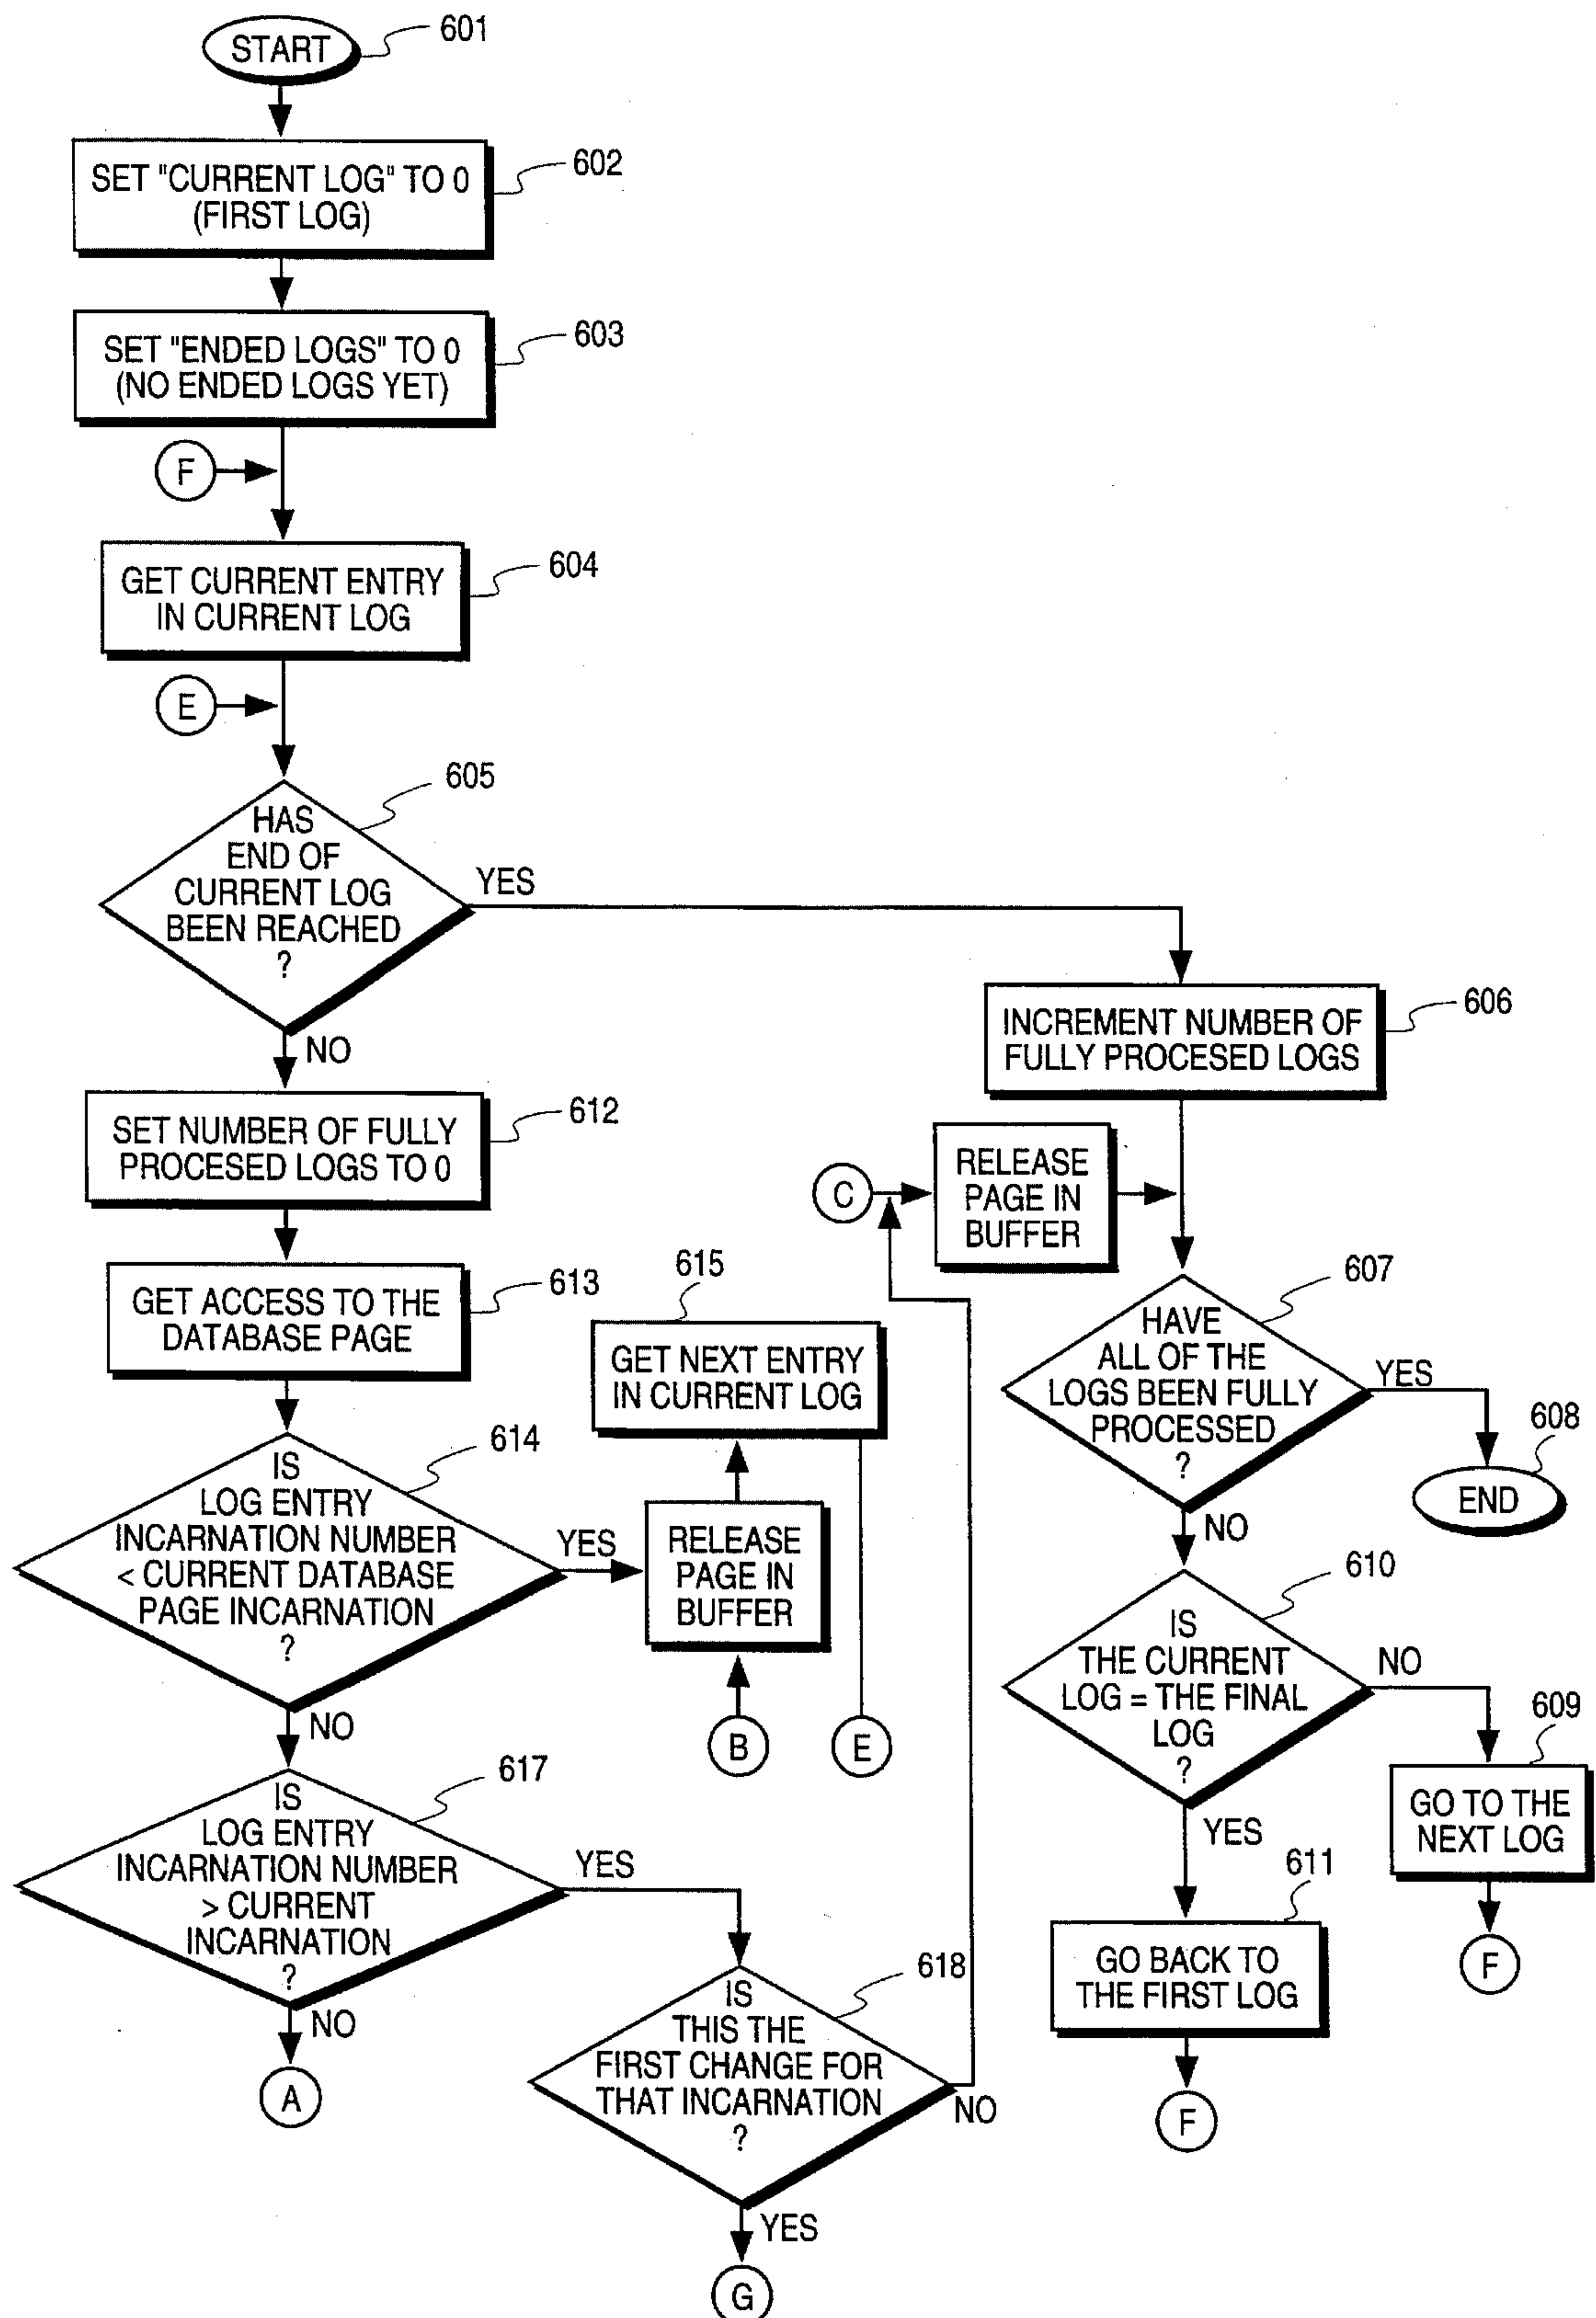 START
601
SET "CURRENT LOG" TO 0
(FIRST LOG)
602
SET "ENDED LOGS" TO 0
(NO ENDED LOGS YET)
603
F
GET CURRENT ENTRY
IN CURRENT LOG
604
E
605
HAS
END OF
CURRENT LOG
BEEN REACHED
?
YES
NO
606
INCREMENT NUMBER OF
FULLY PROCESED LOGS
SET NUMBER OF FULLY
PROCESED LOGS TO 0
612
C
RELEASE
PAGE IN
BUFFER
GET ACCESS TO THE
DATABASE PAGE
613
615
GET NEXT ENTRY
IN CURRENT LOG
607
HAVE
ALL OF THE
LOGS BEEN FULLY
PROCESSED
?
YES
NO
608
END
614
IS
LOG ENTRY
INCARNATION NUMBER
< CURRENT DATABASE
PAGE INCARNATION
?
YES
NO
RELEASE
PAGE IN
BUFFER
B
E
610
IS
THE CURRENT
LOG = THE FINAL
LOG
?
NO
YES
609
GO TO THE
NEXT LOG
F
617
IS
LOG ENTRY
INCARNATION NUMBER
> CURRENT
INCARNATION
?
YES
NO
A
611
GO BACK TO
THE FIRST LOG
F
618
IS
THIS THE
FIRST CHANGE FOR
THAT INCARNATION
?
NO
YES
G